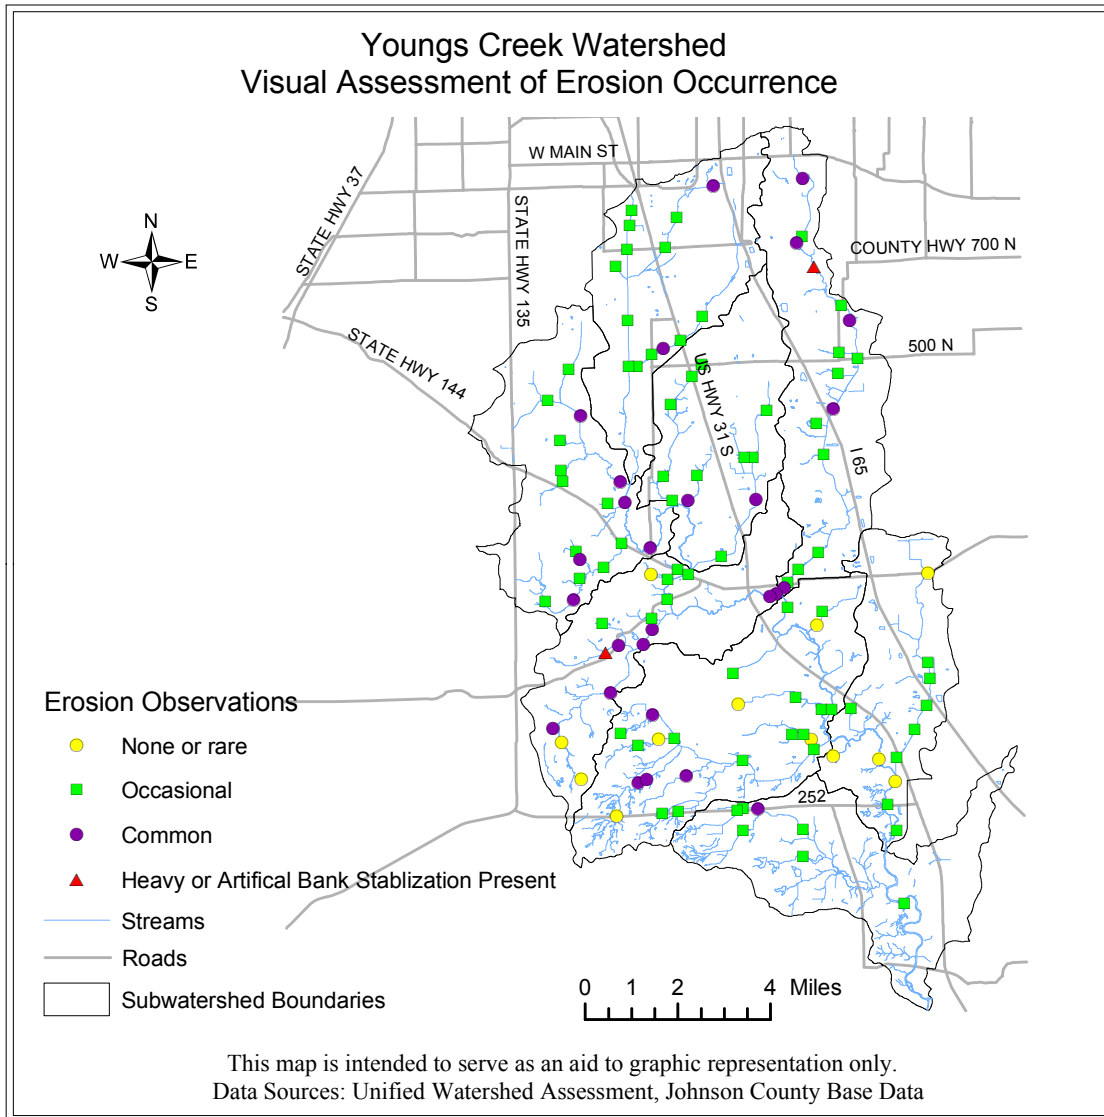 Youngs Creek Watershed
Visual Assessment of Erosion Occurrence
W MAIN ST
STATE HWY 37
STATE HWY 135
COUNTY HWY 700 N
N
W E
S
STATE HWY 144
500 N
US HWY 31 S
I 65
252
Erosion Observations
None or rare
Occasional
Common
Heavy or Artifical Bank Stablization Present
Streams
Roads
Subwatershed Boundaries
0 1 2 4 Miles
This map is intended to serve as an aid to graphic representation only.
Data Sources: Unified Watershed Assessment, Johnson County Base Data